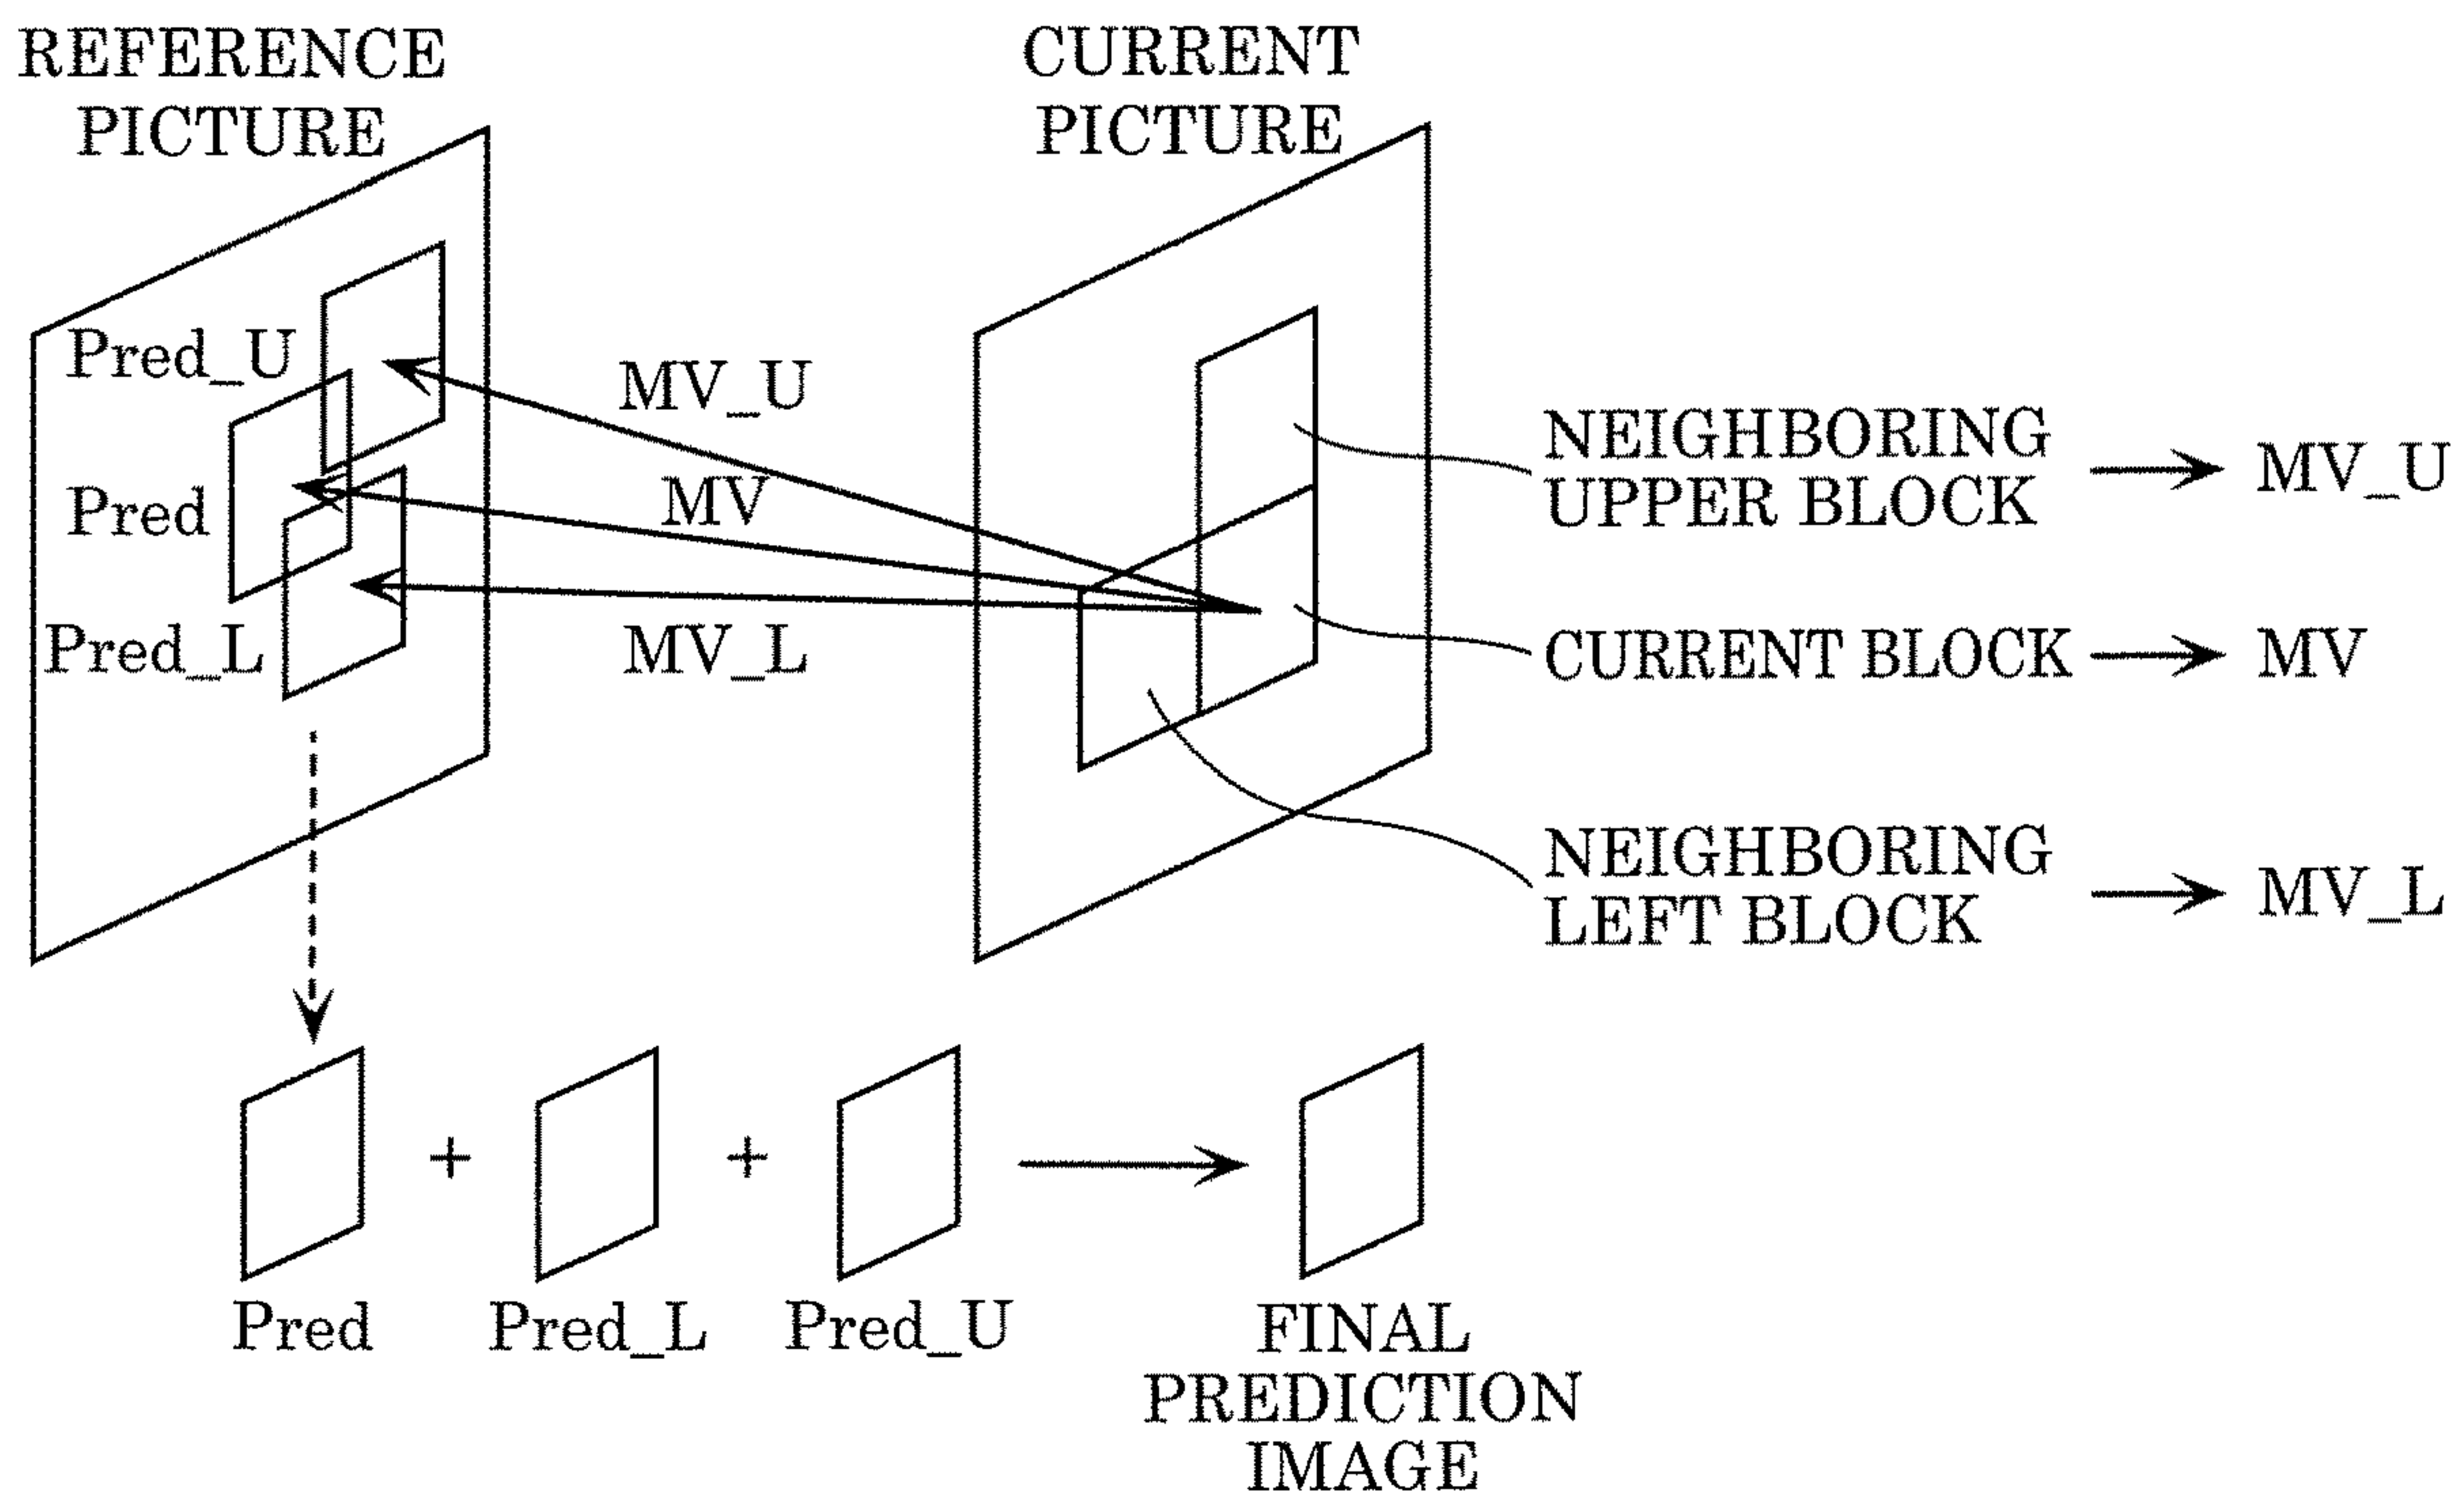 REFERENCE
PICTURE
CURRENT
PICTURE
Pred_U
Pred
Pred_L
MV_U
MV
MV_L
NEIGHBORING
UPPER BLOCK
MV_U
CURRENT BLOCK
MV
NEIGHBORING
LEFT BLOCK
MV_L
+
+
Pred
Pred_L
Pred_U
FINAL
PREDICTION
IMAGE